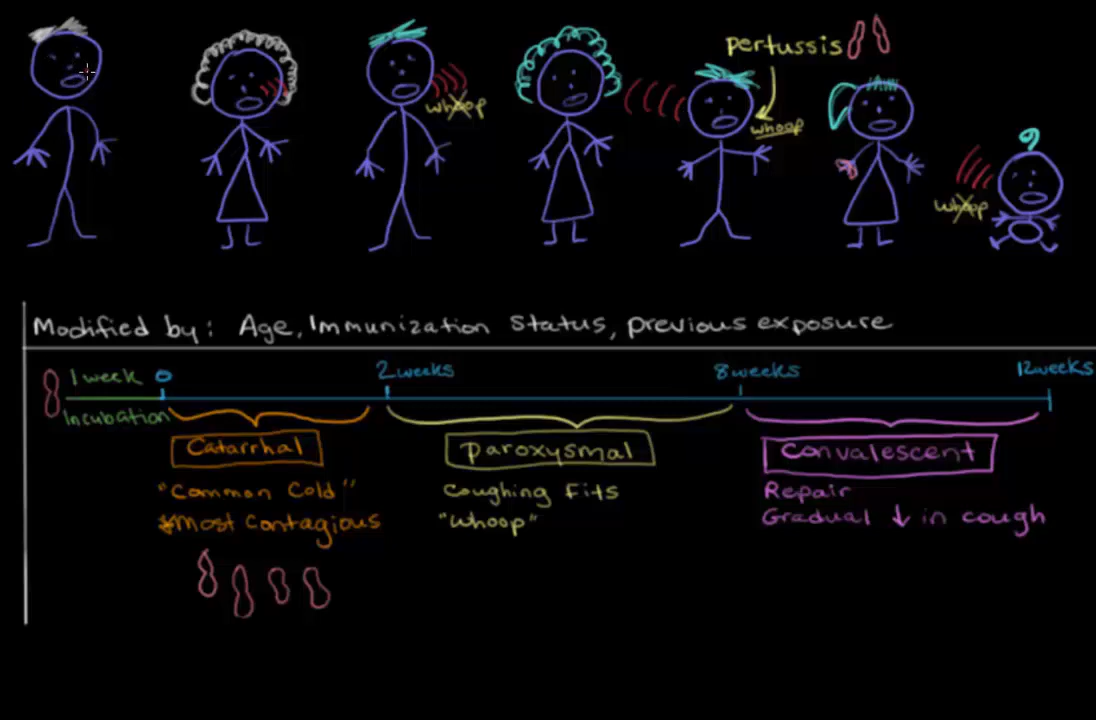 pertussis
whoop
whoop
whoop
Modified by: Age, Immunization Status, previous exposure
1 week 0 2 weeks 8 weeks 12 weeks
Incubation
Catarrhal Paroxysmal Convalescent
"Common Cold" Coughing Fits Repair
*Most Contagious "Whoop" Gradual ↓ in cough